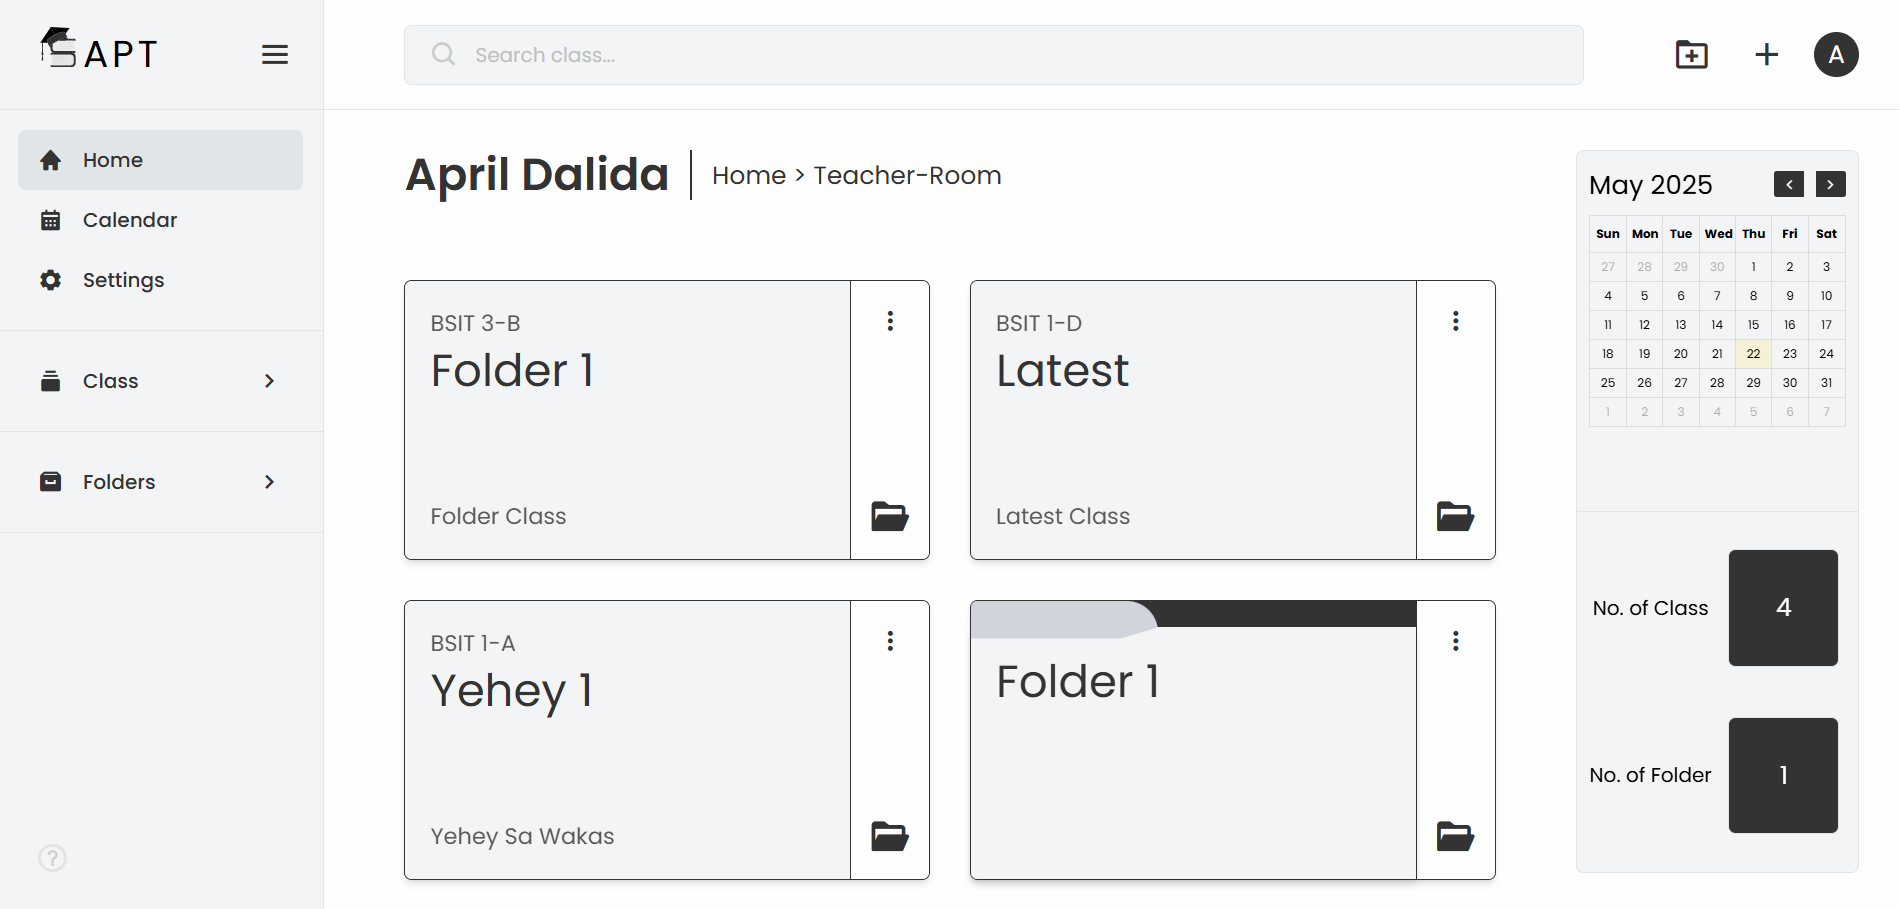 APT
Search class...
A
Home
Calendar
Settings
Class
Folders
?
April Dalida
Home > Teacher-Room
BSIT 3-B
Folder 1
Folder Class
BSIT 1-D
Latest
Latest Class
BSIT 1-A
Yehey 1
Yehey Sa Wakas
Folder 1
May 2025
Sun Mon Tue Wed Thu Fri Sat
27 28 29 30 1 2 3
4 5 6 7 8 9 10
11 12 13 14 15 16 17
18 19 20 21 22 23 24
25 26 27 28 29 30 31
1 2 3 4 5 6 7
No. of Class 4
No. of Folder 1